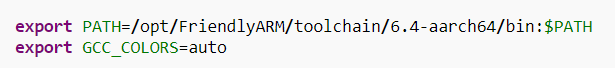 export PATH=/opt/FriendlyARM/toolchain/6.4-aarch64/bin:$PATH
export GCC_COLORS=auto